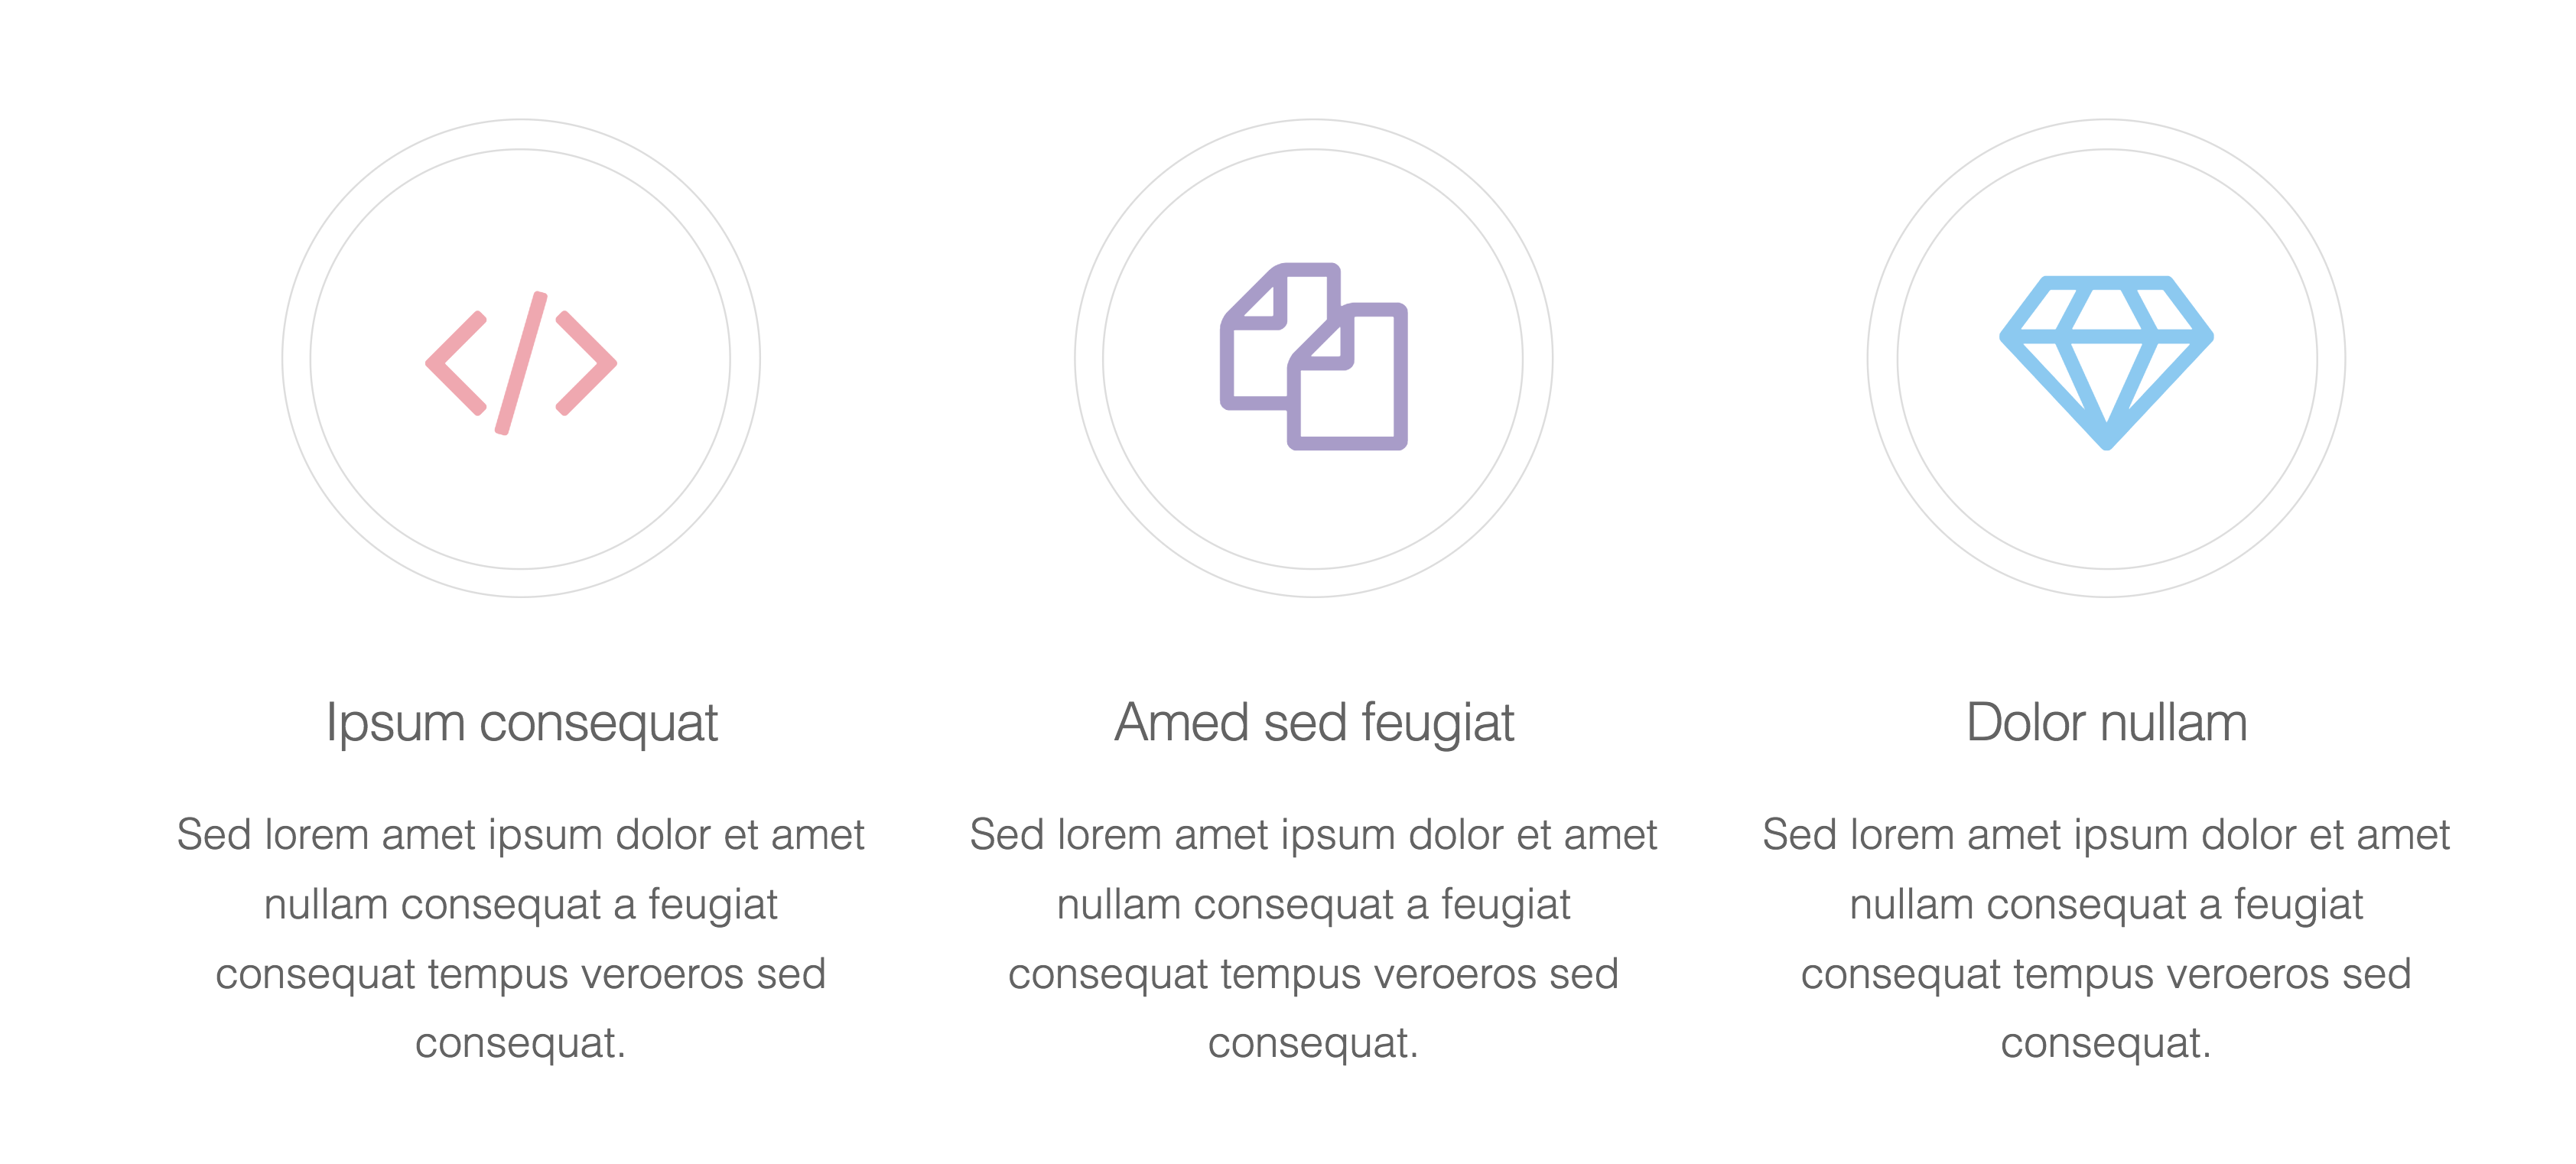 Ipsum consequat
Sed lorem amet ipsum dolor et amet
nullam consequat a feugiat
consequat tempus veroeros sed
consequat.
Amed sed feugiat
Sed lorem amet ipsum dolor et amet
nullam consequat a feugiat
consequat tempus veroeros sed
consequat.
Dolor nullam
Sed lorem amet ipsum dolor et amet
nullam consequat a feugiat
consequat tempus veroeros sed
consequat.